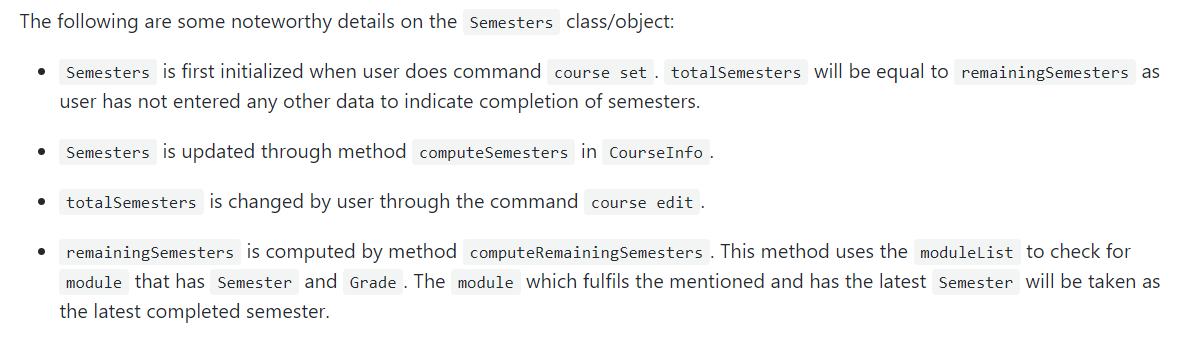 The following are some noteworthy details on the Semesters class/object:
• Semesters is first initialized when user does command course set . totalSemesters will be equal to remainingSemesters as
user has not entered any other data to indicate completion of semesters.
• Semesters is updated through method computeSemesters in CourseInfo .
• totalSemesters is changed by user through the command course edit .
• remainingSemesters is computed by method computeRemainingSemesters . This method uses the moduleList to check for
module that has Semester and Grade . The module which fulfils the mentioned and has the latest Semester will be taken as
the latest completed semester.